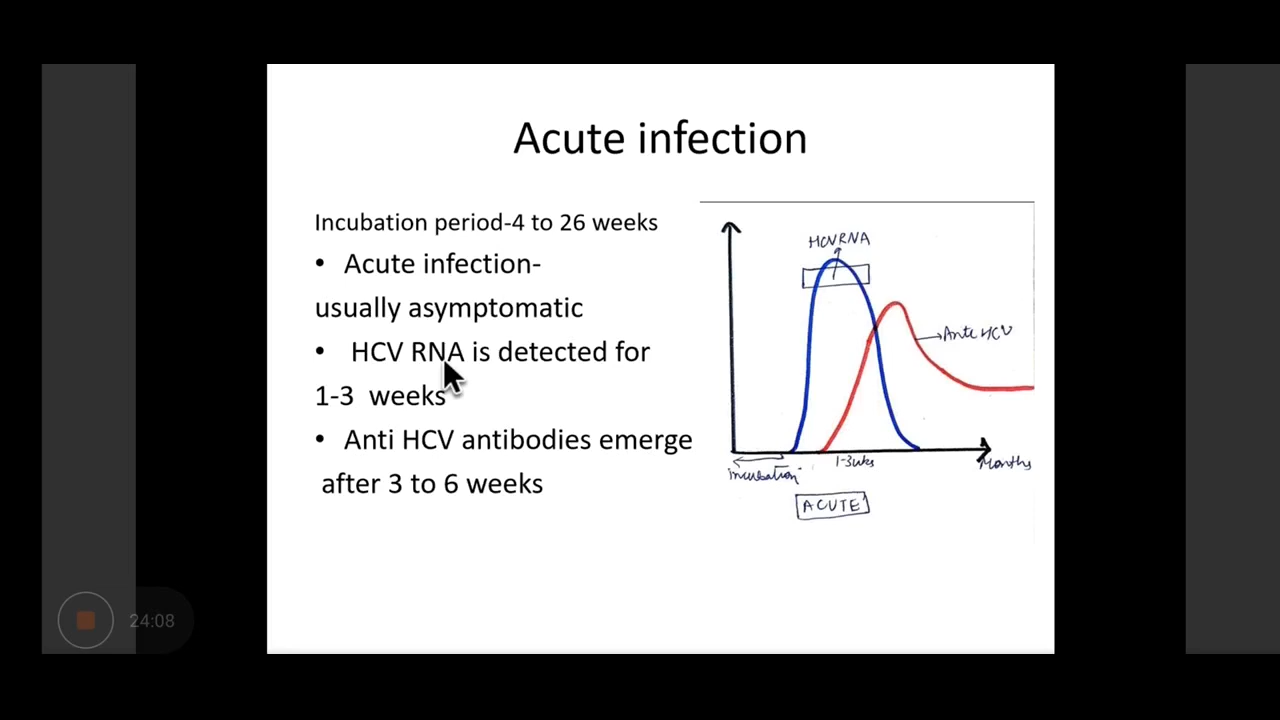 Acute infection
Incubation period-4 to 26 weeks
• Acute infection-
usually asymptomatic
• HCV RNA is detected for
1-3 weeks
• Anti HCV antibodies emerge
after 3 to 6 weeks
HCV RNA
Anti HCV
1-3wks
Months
incubation
ACUTE
24:08